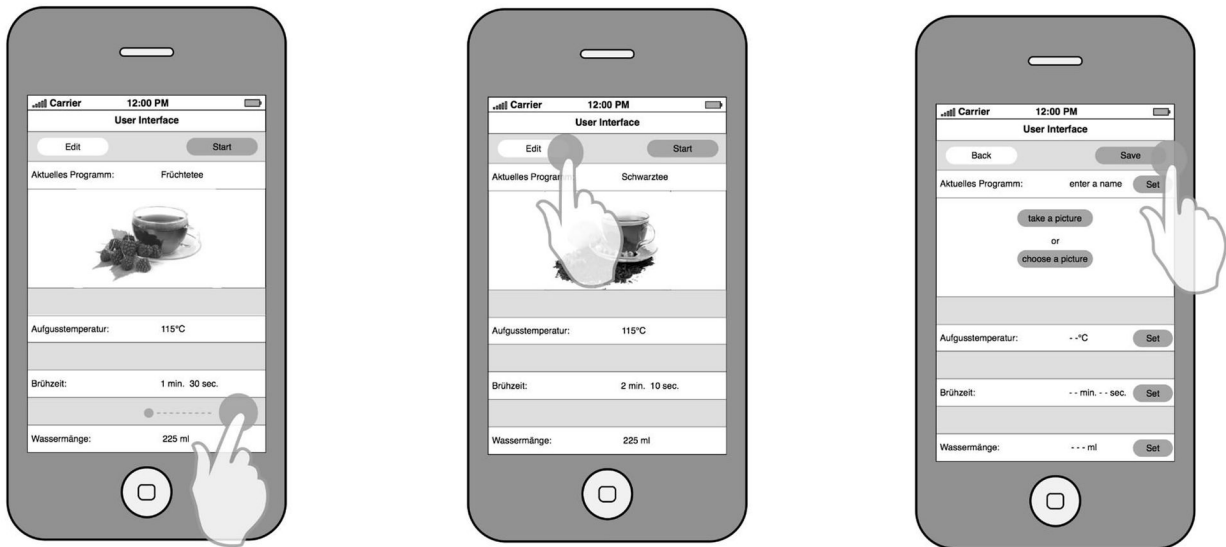 Carrier 12:00 PM
User Interface
Edit Start
Aktuelles Programm: Früchtetee
Aufgusstemperatur: 115°C
Brühzeit: 1 min. 30 sec.
Wassermänge: 225 ml
Carrier 12:00 PM
User Interface
Edit Start
Aktuelles Programm: Schwarztee
Aufgusstemperatur: 115°C
Brühzeit: 2 min. 10 sec.
Wassermänge: 225 ml
Carrier 12:00 PM
User Interface
Back Save
Aktuelles Programm: enter a name Set
take a picture
or
choose a picture
Aufgusstemperatur: - -°C Set
Brühzeit: - - min. - - sec. Set
Wassermänge: - - - ml Set